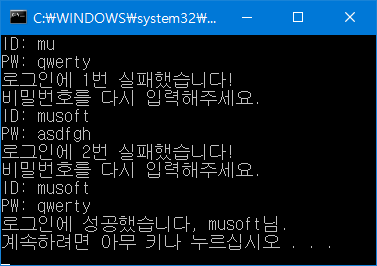 C:₩WINDOWS₩system32₩...
ID: mu
PW: qwerty
로그인에 1번 실패했습니다!
비밀번호를 다시 입력해주세요.
ID: musoft
PW: asdfgh
로그인에 2번 실패했습니다!
비밀번호를 다시 입력해주세요.
ID: musoft
PW: qwerty
로그인에 성공했습니다, musoft님.
계속하려면 아무 키나 누르십시오 . . .